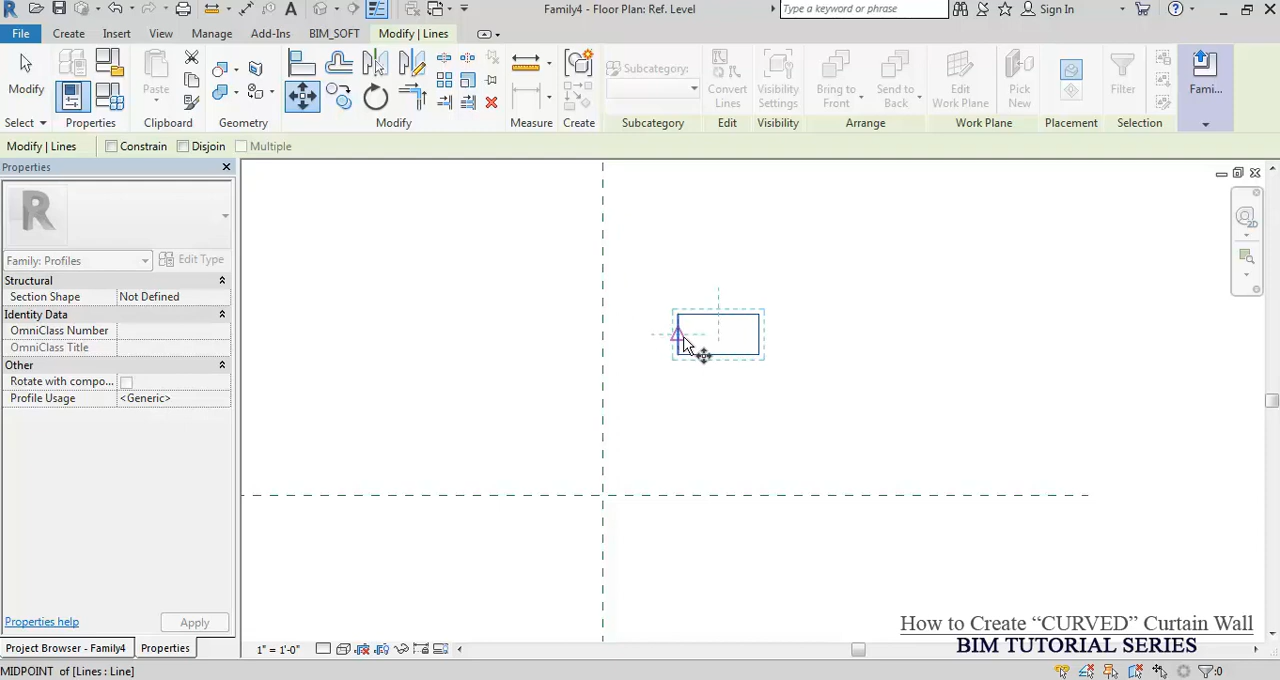 Family4 - Floor Plan: Ref. Level
Type a keyword or phrase
Sign In
File
Create
Insert
View
Manage
Add-Ins
BIM_SOFT
Modify | Lines
Modify
Paste
Subcategory:
Convert
Lines
Visibility
Settings
Bring to
Front
Send to
Back
Edit
Work Plane
Pick
New
Filter
Fami...
Select
Properties
Clipboard
Geometry
Modify
Measure
Create
Subcategory
Edit
Visibility
Arrange
Work Plane
Placement
Selection
Modify | Lines
Constrain
Disjoin
Multiple
Properties
R
Family: Profiles
Edit Type
Structural
Section Shape Not Defined
Identity Data
OmniClass Number
OmniClass Title
Other
Rotate with compo...
Profile Usage <Generic>
Properties help
Apply
Project Browser - Family4
Properties
1" = 1'-0"
2D
How to Create “CURVED” Curtain Wall
BIM TUTORIAL SERIES
MIDPOINT of [Lines : Line]
:0